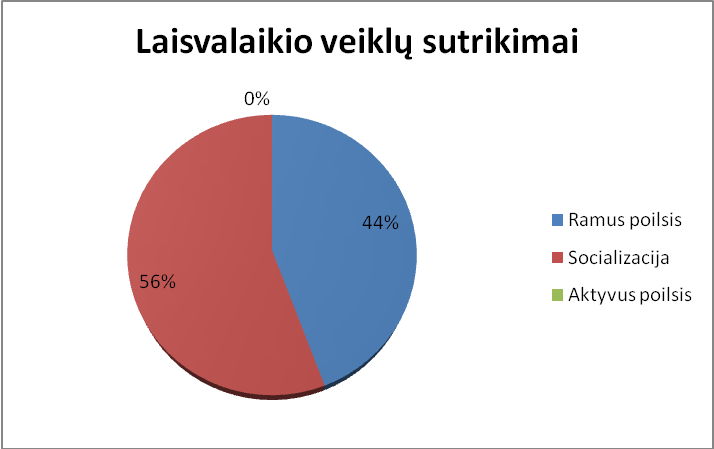 Laisvalaikio veiklų sutrikimai
0%
44%
56%
Ramus poilsis
Socializacija
Aktyvus poilsis